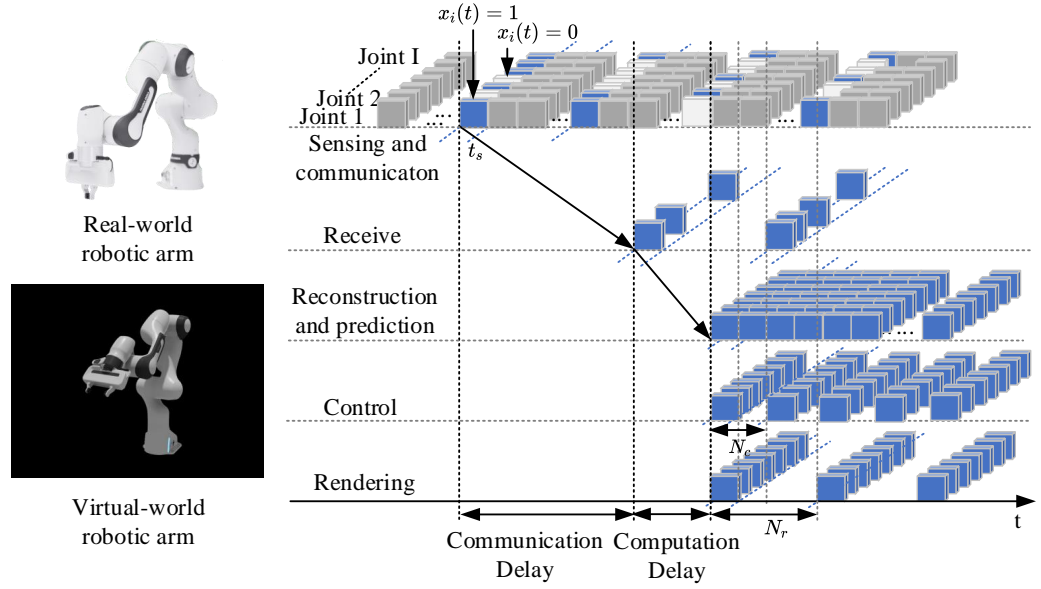 x_i(t) = 1
x_i(t) = 0
Joint I
Joint 2
Joint 1
t_s
Sensing and
communicaton
Real-world
robotic arm
Receive
Reconstruction
and prediction
Control
N_c
Rendering
Virtual-world
robotic arm
N_r
t
Communication
Delay
Computation
Delay